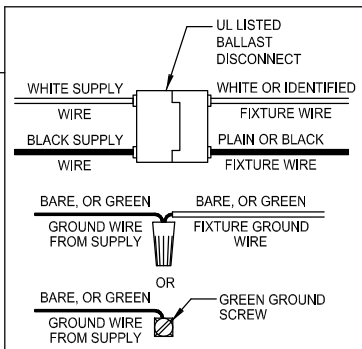 UL LISTED
BALLAST
DISCONNECT
WHITE SUPPLY
WIRE
WHITE OR IDENTIFIED
FIXTURE WIRE
BLACK SUPPLY
WIRE
PLAIN OR BLACK
FIXTURE WIRE
BARE, OR GREEN
GROUND WIRE
FROM SUPPLY
BARE, OR GREEN
FIXTURE GROUND
WIRE
OR
BARE, OR GREEN
GROUND WIRE
FROM SUPPLY
GREEN GROUND
SCREW